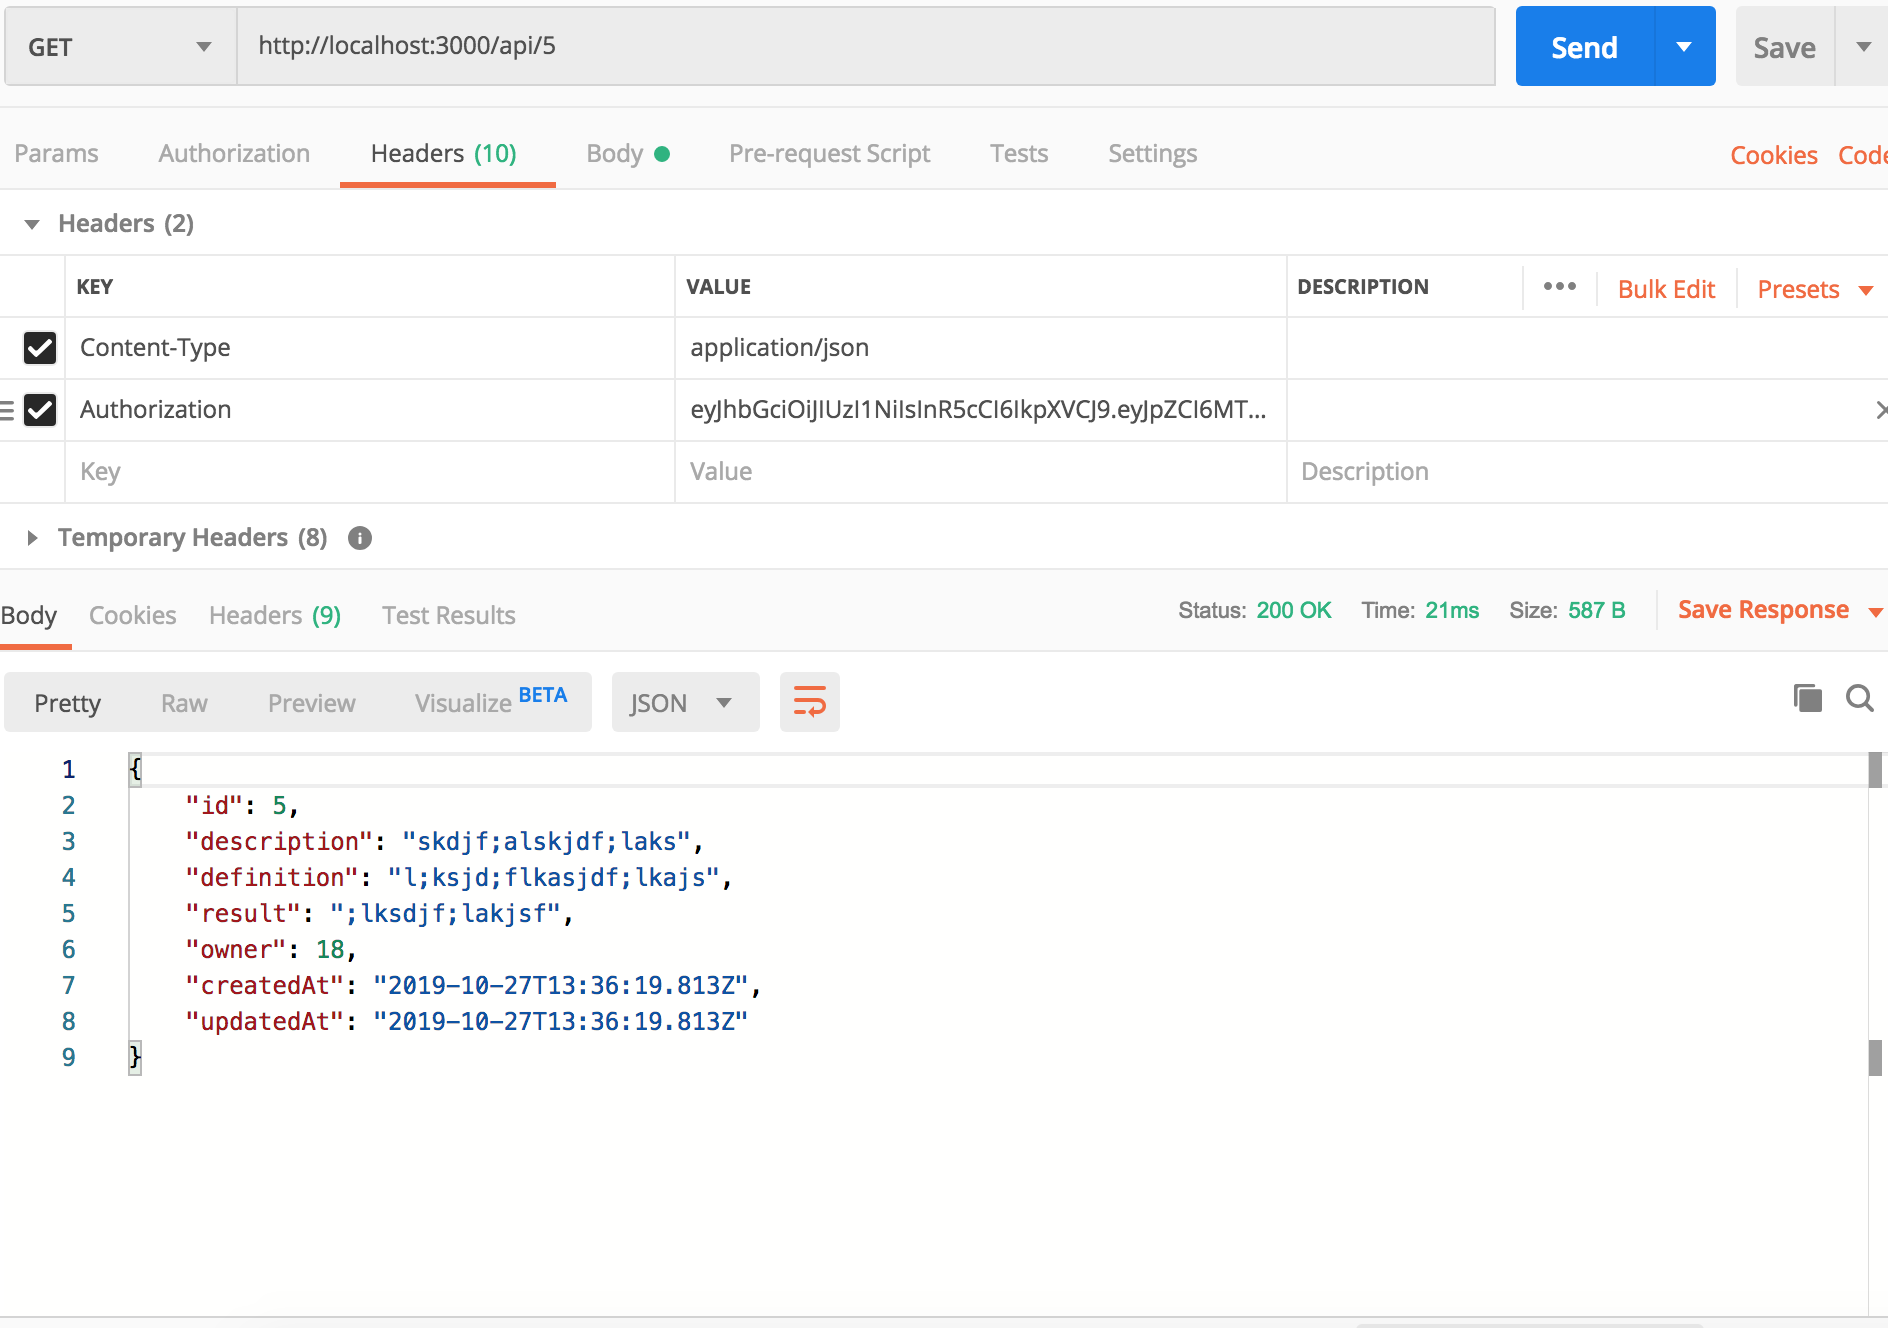 GET http://localhost:3000/api/5 Send Save
Params Authorization Headers (10) Body Pre-request Script Tests Settings Cookies Code
Headers (2)
KEY VALUE DESCRIPTION ••• Bulk Edit Presets
Content-Type application/json
Authorization eyJhbGciOiJIUzI1NiIsInR5cCI6IkpXVCJ9.eyJpZCI6MT...
Key Value Description
Temporary Headers (8)
Body Cookies Headers (9) Test Results Status: 200 OK Time: 21ms Size: 587 B Save Response
Pretty Raw Preview Visualize BETA JSON
1 {
2 "id": 5,
3 "description": "skdjf;alskjdf;laks",
4 "definition": "l;ksjd;flkasjdf;lkajs",
5 "result": ";lksdjf;lakjsf",
6 "owner": 18,
7 "createdAt": "2019-10-27T13:36:19.813Z",
8 "updatedAt": "2019-10-27T13:36:19.813Z"
9 }